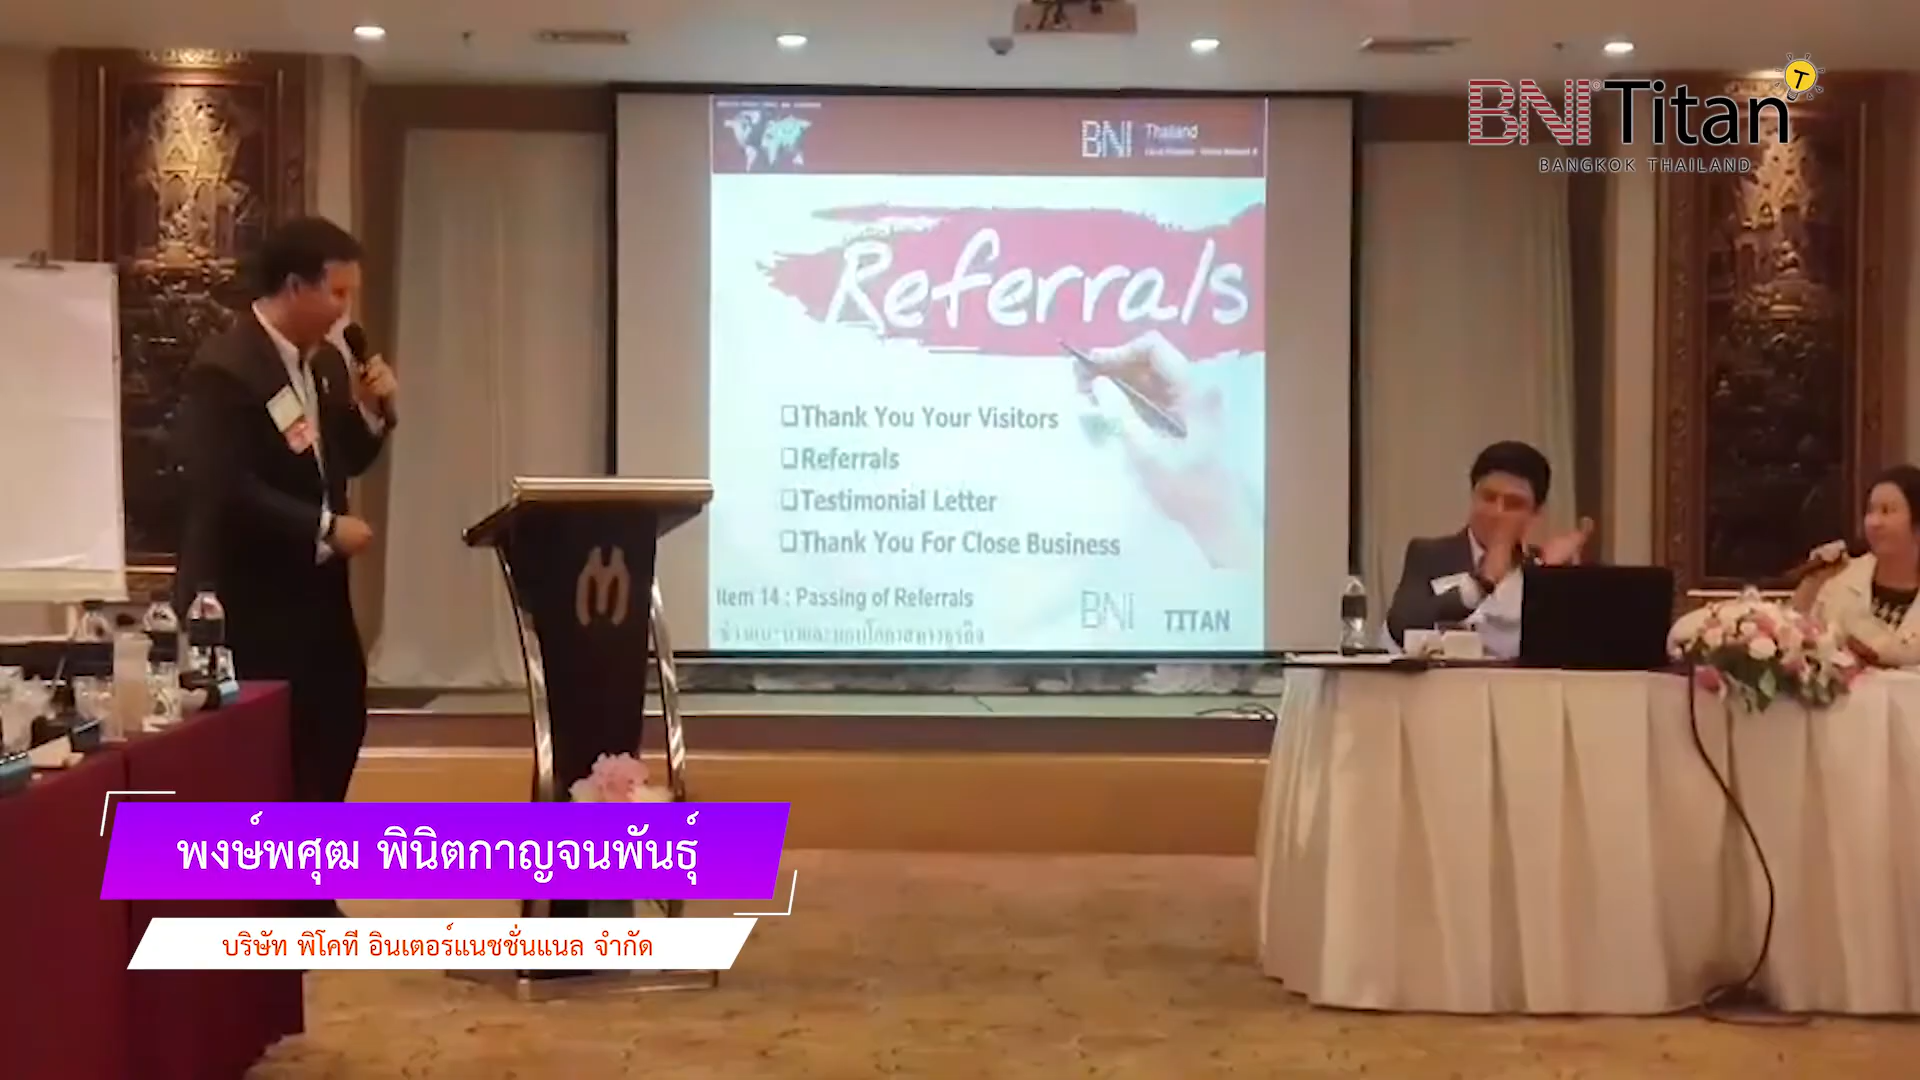 BNI Titan
BANGKOK THAILAND
BNI Thailand
Referrals
Thank You Your Visitors
Referrals
Testimonial Letter
Thank You For Close Business
Item 14 : Passing of Referrals
BNI TITAN
พงษ์พศุฒ พินิตกาญจนพันธุ์
บริษัท พิโคที อินเตอร์แนชชั่นแนล จำกัด